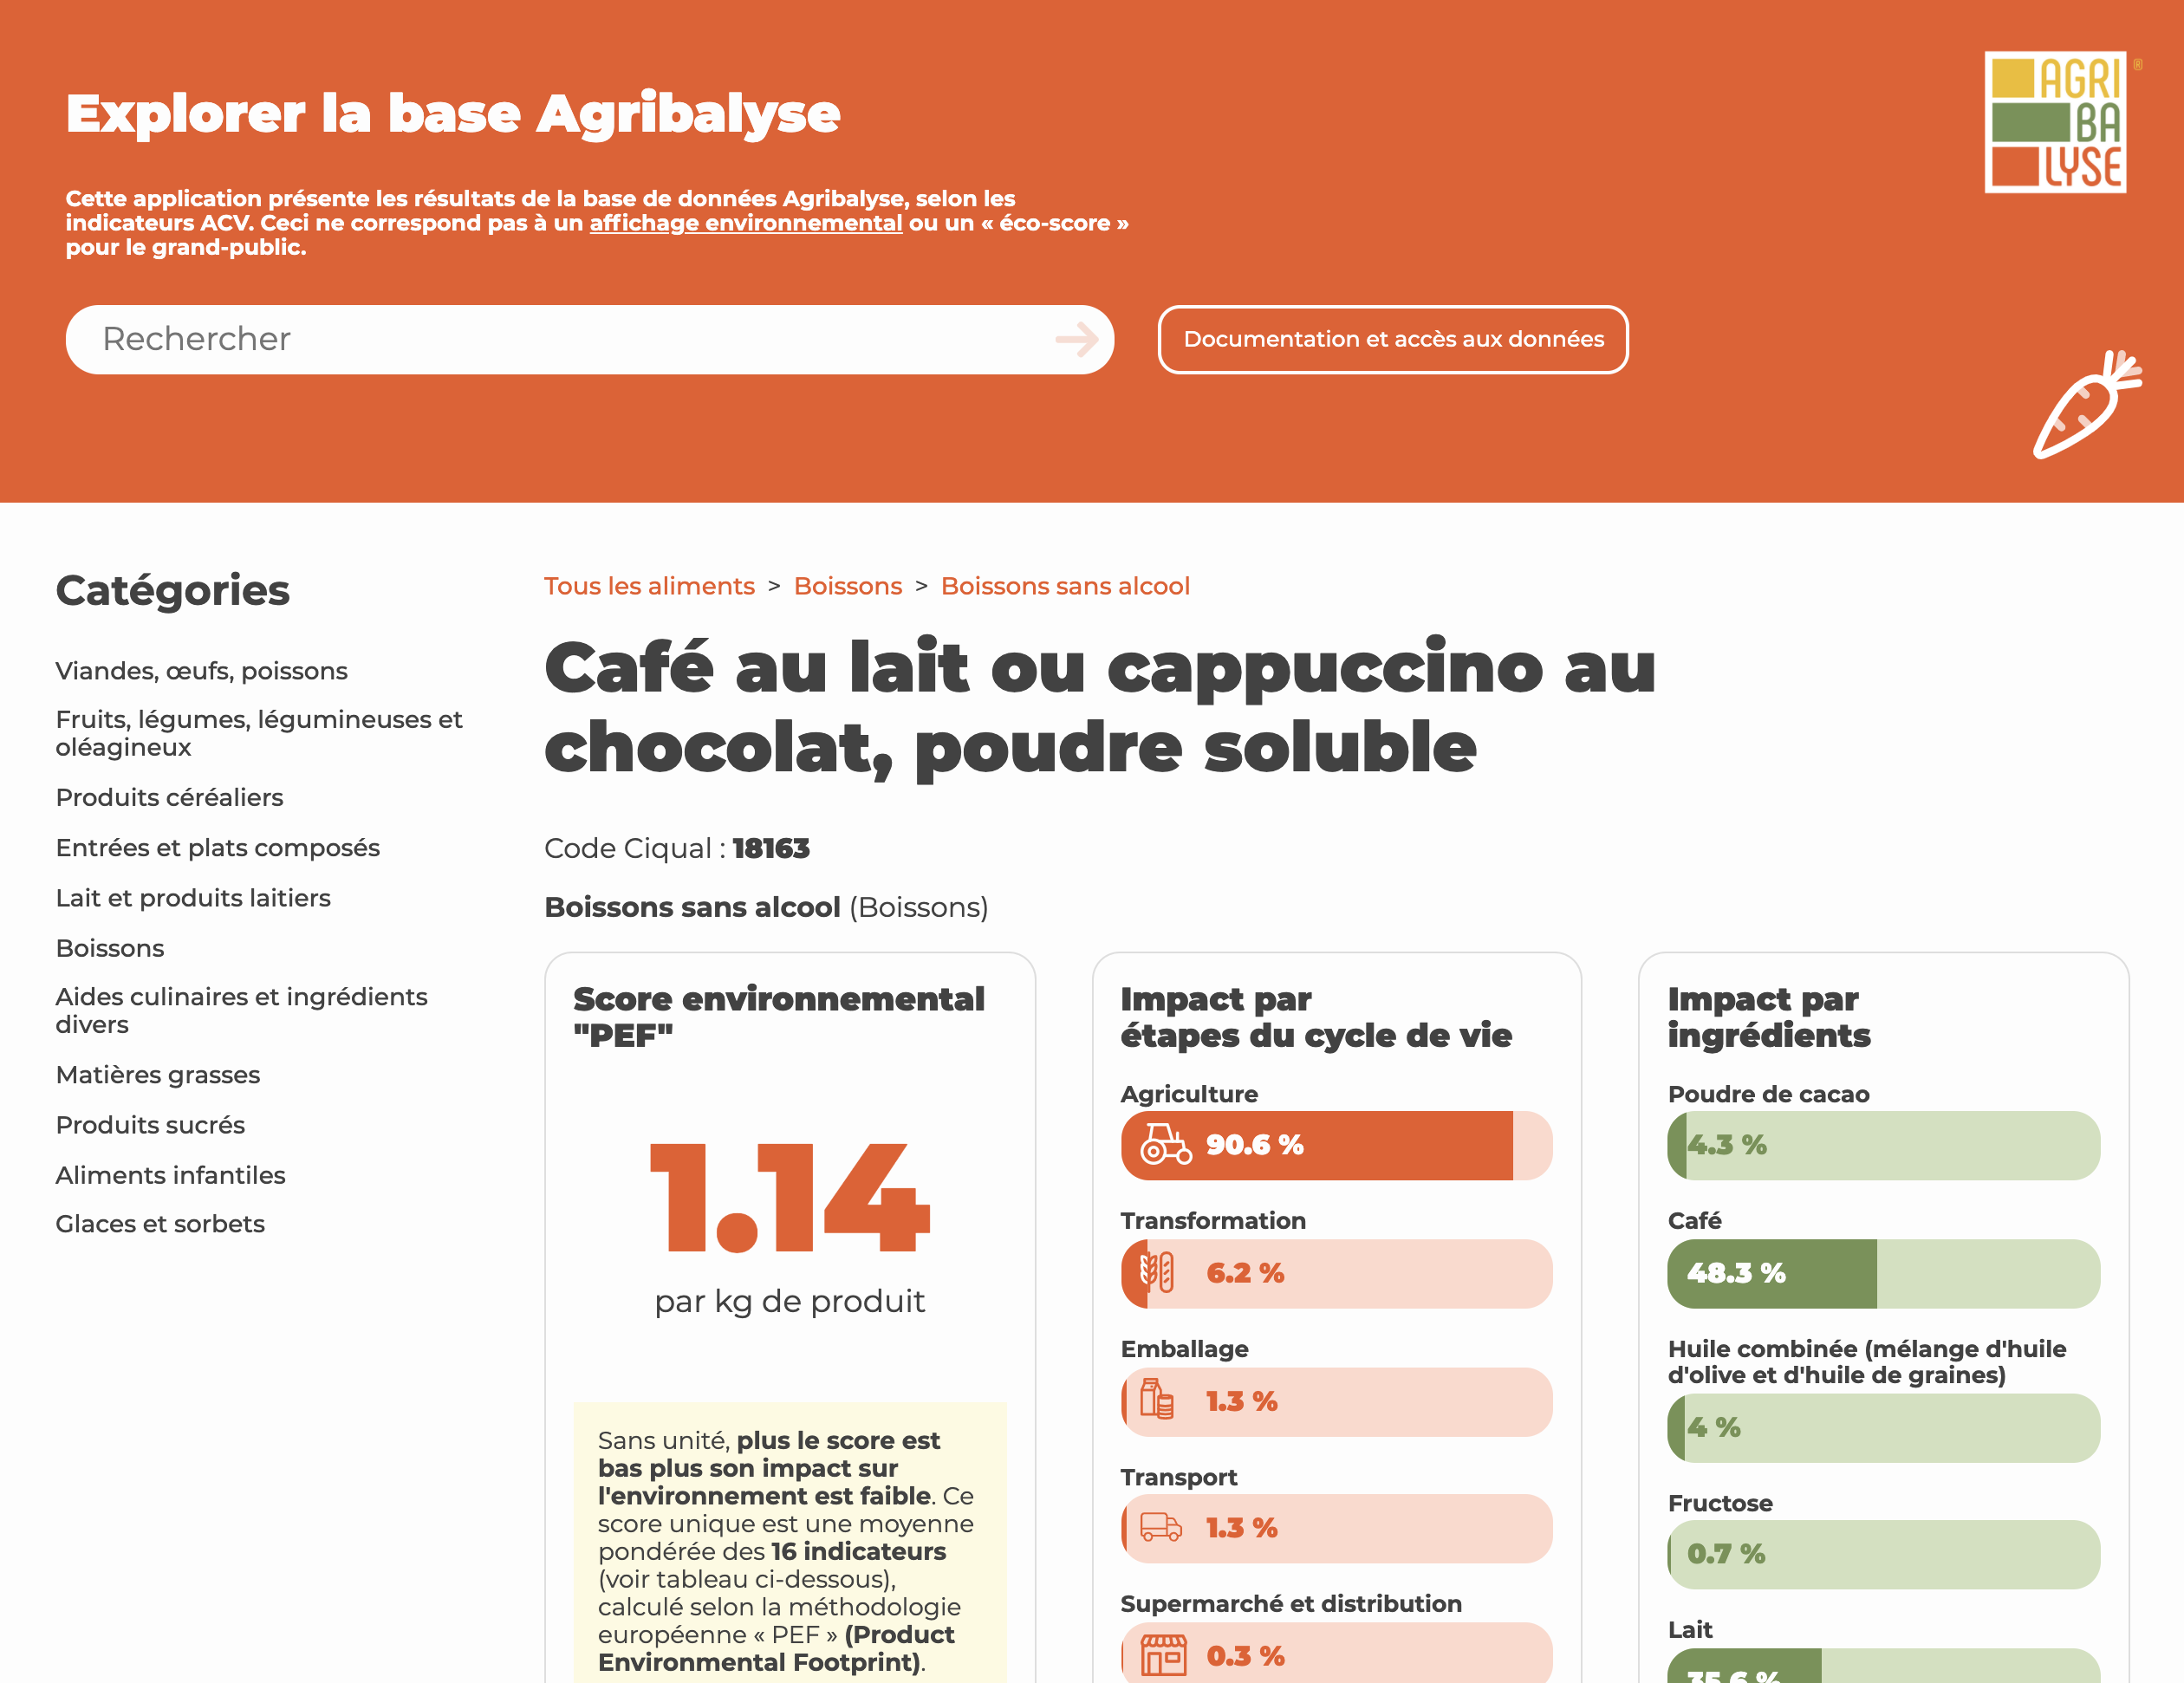 Explorer la base Agribalyse
AGRI
BA
LYSE
®
Cette application présente les résultats de la base de données Agribalyse, selon les
indicateurs ACV. Ceci ne correspond pas à un affichage environnemental ou un « éco-score »
pour le grand-public.
Rechercher
Documentation et accès aux données
Catégories
Viandes, œufs, poissons
Fruits, légumes, légumineuses et
oléagineux
Produits céréaliers
Entrées et plats composés
Lait et produits laitiers
Boissons
Aides culinaires et ingrédients
divers
Matières grasses
Produits sucrés
Aliments infantiles
Glaces et sorbets
Tous les aliments > Boissons > Boissons sans alcool
Café au lait ou cappuccino au
chocolat, poudre soluble
Code Ciqual : 18163
Boissons sans alcool (Boissons)
Score environnemental
"PEF"
1.14
par kg de produit
Sans unité, plus le score est
bas plus son impact sur
l'environnement est faible. Ce
score unique est une moyenne
pondérée des 16 indicateurs
(voir tableau ci-dessous),
calculé selon la méthodologie
européenne « PEF » (Product
Environmental Footprint).
Impact par
étapes du cycle de vie
Agriculture
90.6 %
Transformation
6.2 %
Emballage
1.3 %
Transport
1.3 %
Supermarché et distribution
0.3 %
Impact par
ingrédients
Poudre de cacao
4.3 %
Café
48.3 %
Huile combinée (mélange d'huile
d'olive et d'huile de graines)
4 %
Fructose
0.7 %
Lait
35.6 %